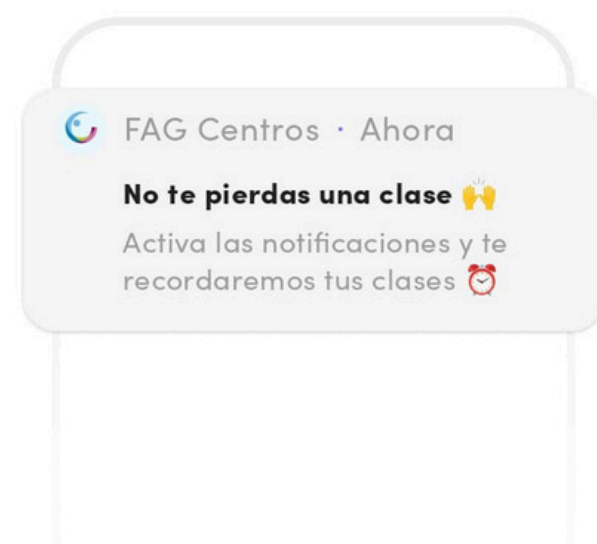 FAG Centros · Ahora
No te pierdas una clase 🙌
Activa las notificaciones y te
recordaremos tus clases ⏰